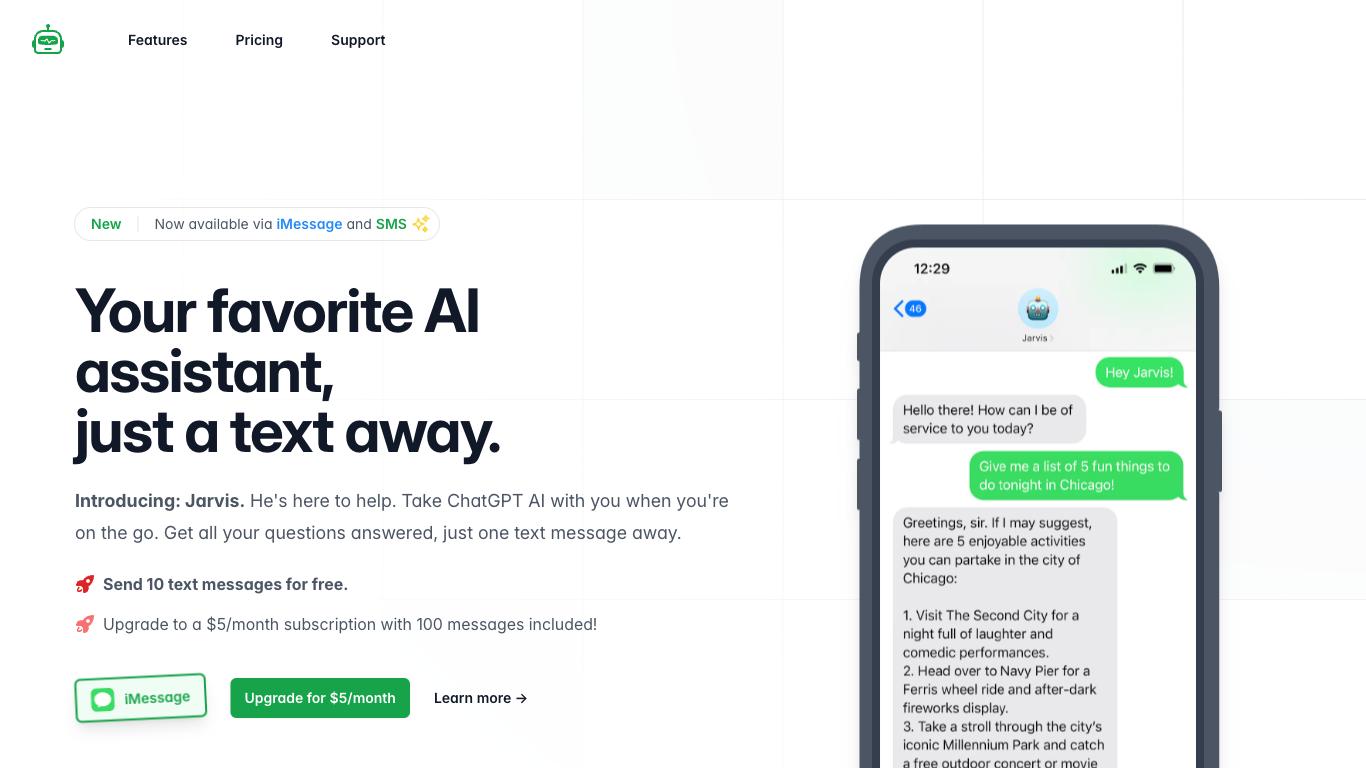 Features
Pricing
Support
New
Now available via iMessage and SMS ✨
Your favorite AI
assistant,
just a text away.
Introducing: Jarvis. He's here to help. Take ChatGPT AI with you when you're
on the go. Get all your questions answered, just one text message away.
Send 10 text messages for free.
Upgrade to a $5/month subscription with 100 messages included!
iMessage
Upgrade for $5/month
Learn more →
12:29
46
Jarvis
Hey Jarvis!
Hello there! How can I be of
service to you today?
Give me a list of 5 fun things to
do tonight in Chicago!
Greetings, sir. If I may suggest,
here are 5 enjoyable activities
you can partake in the city of
Chicago:
1. Visit The Second City for a
night full of laughter and
comedic performances.
2. Head over to Navy Pier for a
Ferris wheel ride and after-dark
fireworks display.
3. Take a stroll through the city's
iconic Millennium Park and catch
a free outdoor concert or movie